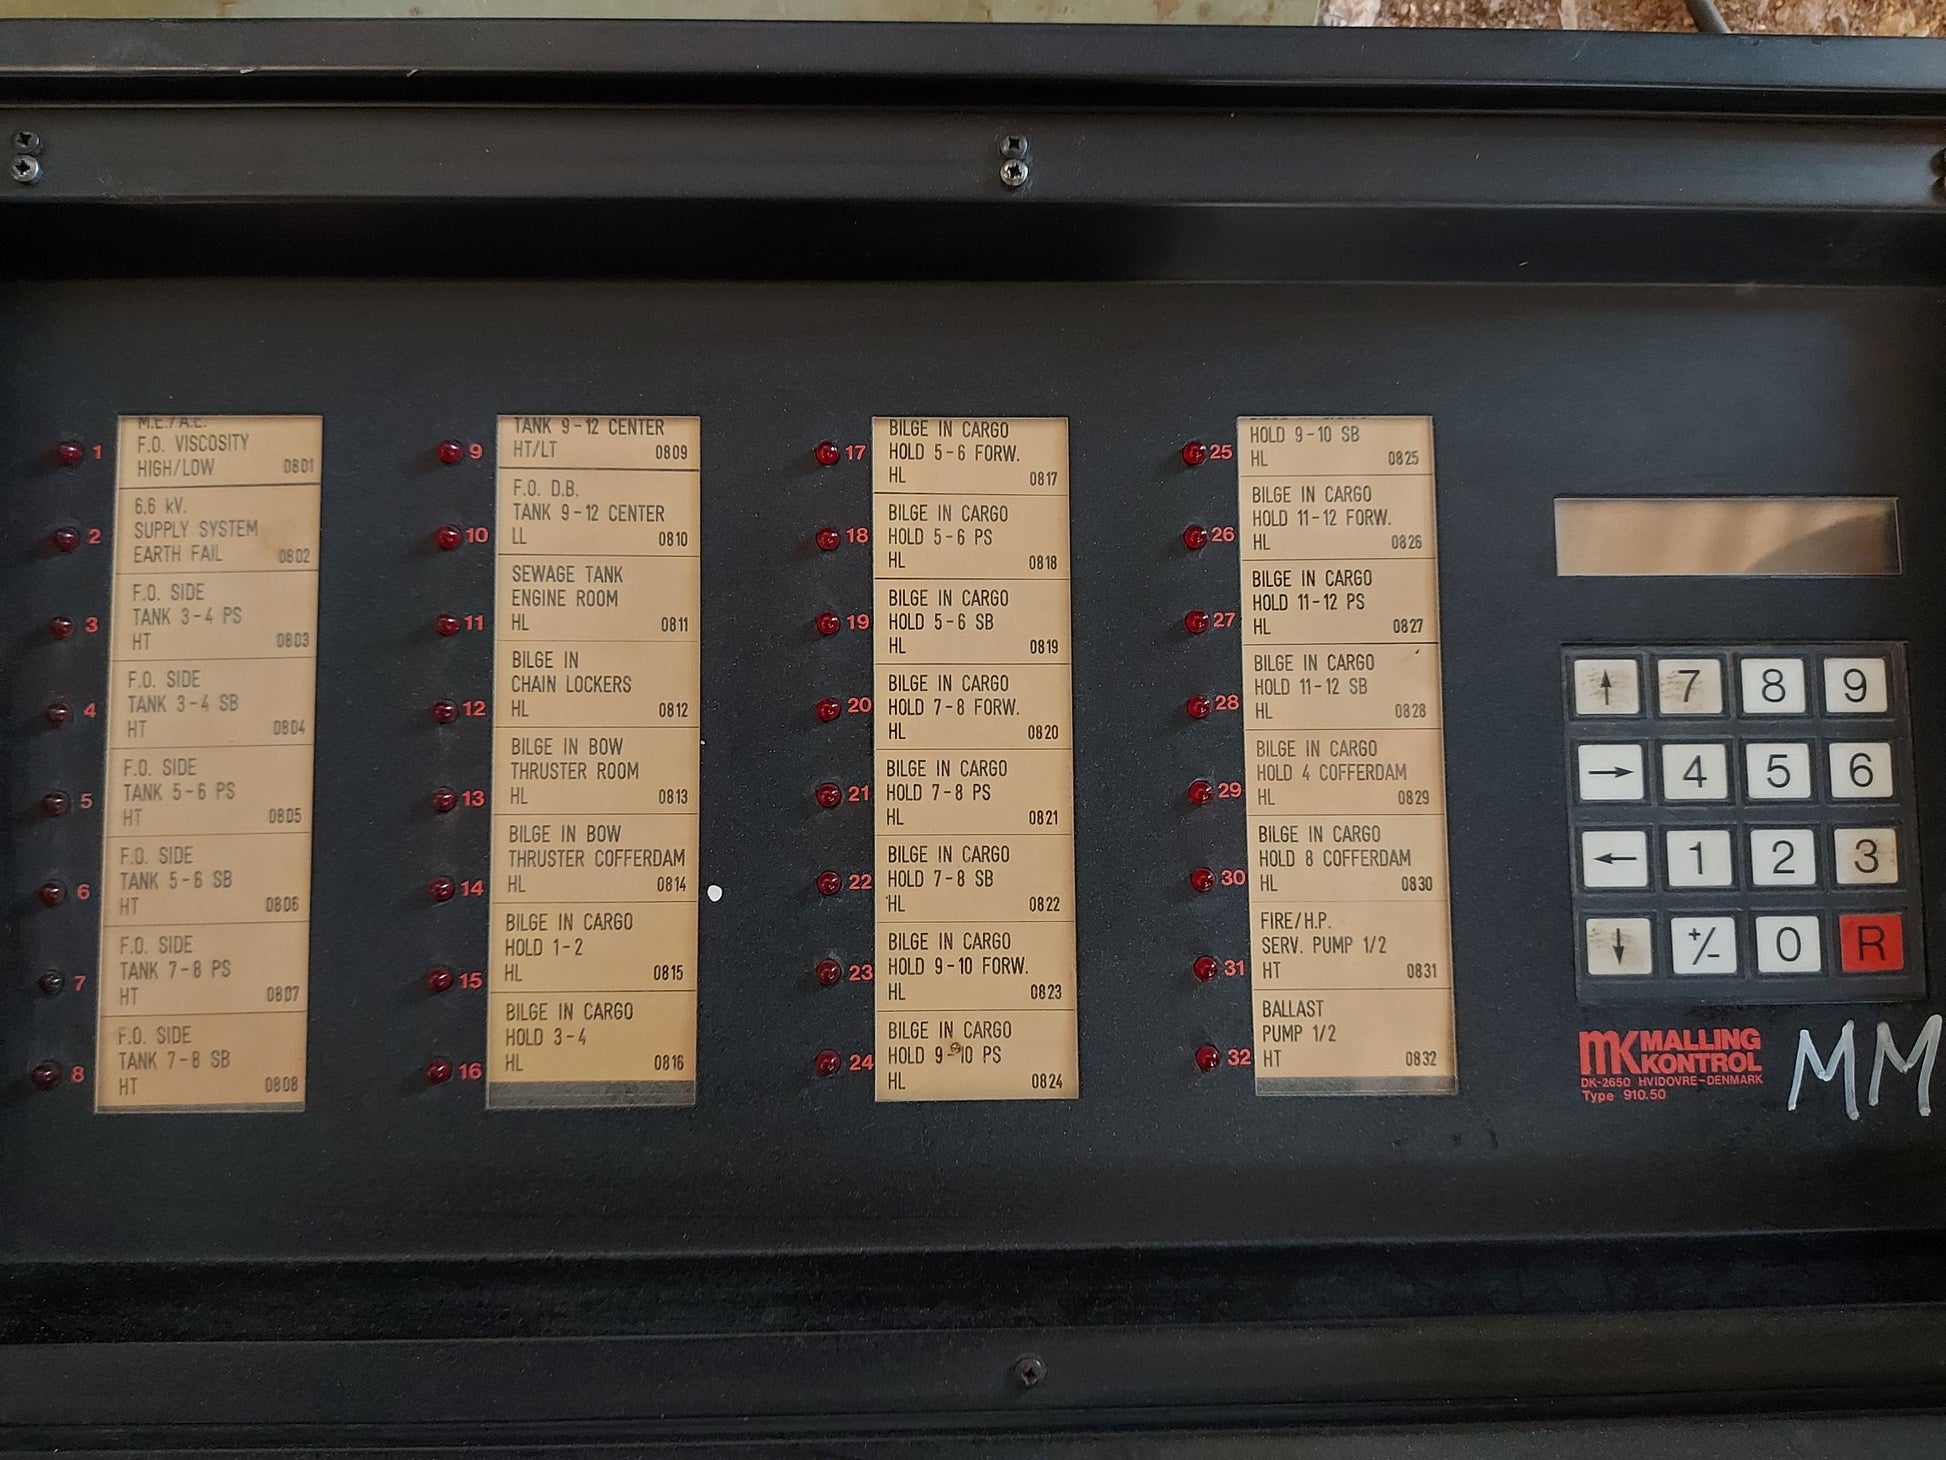 1
M.E./A.E.
F.O. VISCOSITY
HIGH/LOW 0801
2
6.6 kV.
SUPPLY SYSTEM
EARTH FAIL 0802
3
F.O. SIDE
TANK 3-4 PS
HT 0803
4
F.O. SIDE
TANK 3-4 SB
HT 0804
5
F.O. SIDE
TANK 5-6 PS
HT 0805
6
F.O. SIDE
TANK 5-6 SB
HT 0806
7
F.O. SIDE
TANK 7-8 PS
HT 0807
8
F.O. SIDE
TANK 7-8 SB
HT 0808
9
TANK 9-12 CENTER
HT/LT 0809
10
F.O. D.B.
TANK 9-12 CENTER
LL 0810
11
SEWAGE TANK
ENGINE ROOM
HL 0811
12
BILGE IN
CHAIN LOCKERS
HL 0812
13
BILGE IN BOW
THRUSTER ROOM
HL 0813
14
BILGE IN BOW
THRUSTER COFFERDAM
HL 0814
15
BILGE IN CARGO
HOLD 1-2
HL 0815
16
BILGE IN CARGO
HOLD 3-4
HL 0816
17
BILGE IN CARGO
HOLD 5-6 FORW.
HL 0817
18
BILGE IN CARGO
HOLD 5-6 PS
HL 0818
19
BILGE IN CARGO
HOLD 5-6 SB
HL 0819
20
BILGE IN CARGO
HOLD 7-8 FORW.
HL 0820
21
BILGE IN CARGO
HOLD 7-8 PS
HL 0821
22
BILGE IN CARGO
HOLD 7-8 SB
HL 0822
23
BILGE IN CARGO
HOLD 9-10 FORW.
HL 0823
24
BILGE IN CARGO
HOLD 9-10 PS
HL 0824
25
HOLD 9-10 SB
HL 0825
26
BILGE IN CARGO
HOLD 11-12 FORW.
HL 0826
27
BILGE IN CARGO
HOLD 11-12 PS
HL 0827
28
BILGE IN CARGO
HOLD 11-12 SB
HL 0828
29
BILGE IN CARGO
HOLD 4 COFFERDAM
HL 0829
30
BILGE IN CARGO
HOLD 8 COFFERDAM
HL 0830
31
FIRE/H.P.
SERV. PUMP 1/2
HT 0831
32
BALLAST
PUMP 1/2
HT 0832
↑ 7 8 9
→ 4 5 6
← 1 2 3
↓ +/- 0 R
mK MALLING
KONTROL
DK-2650 HVIDOVRE-DENMARK
Type 910.50
MM